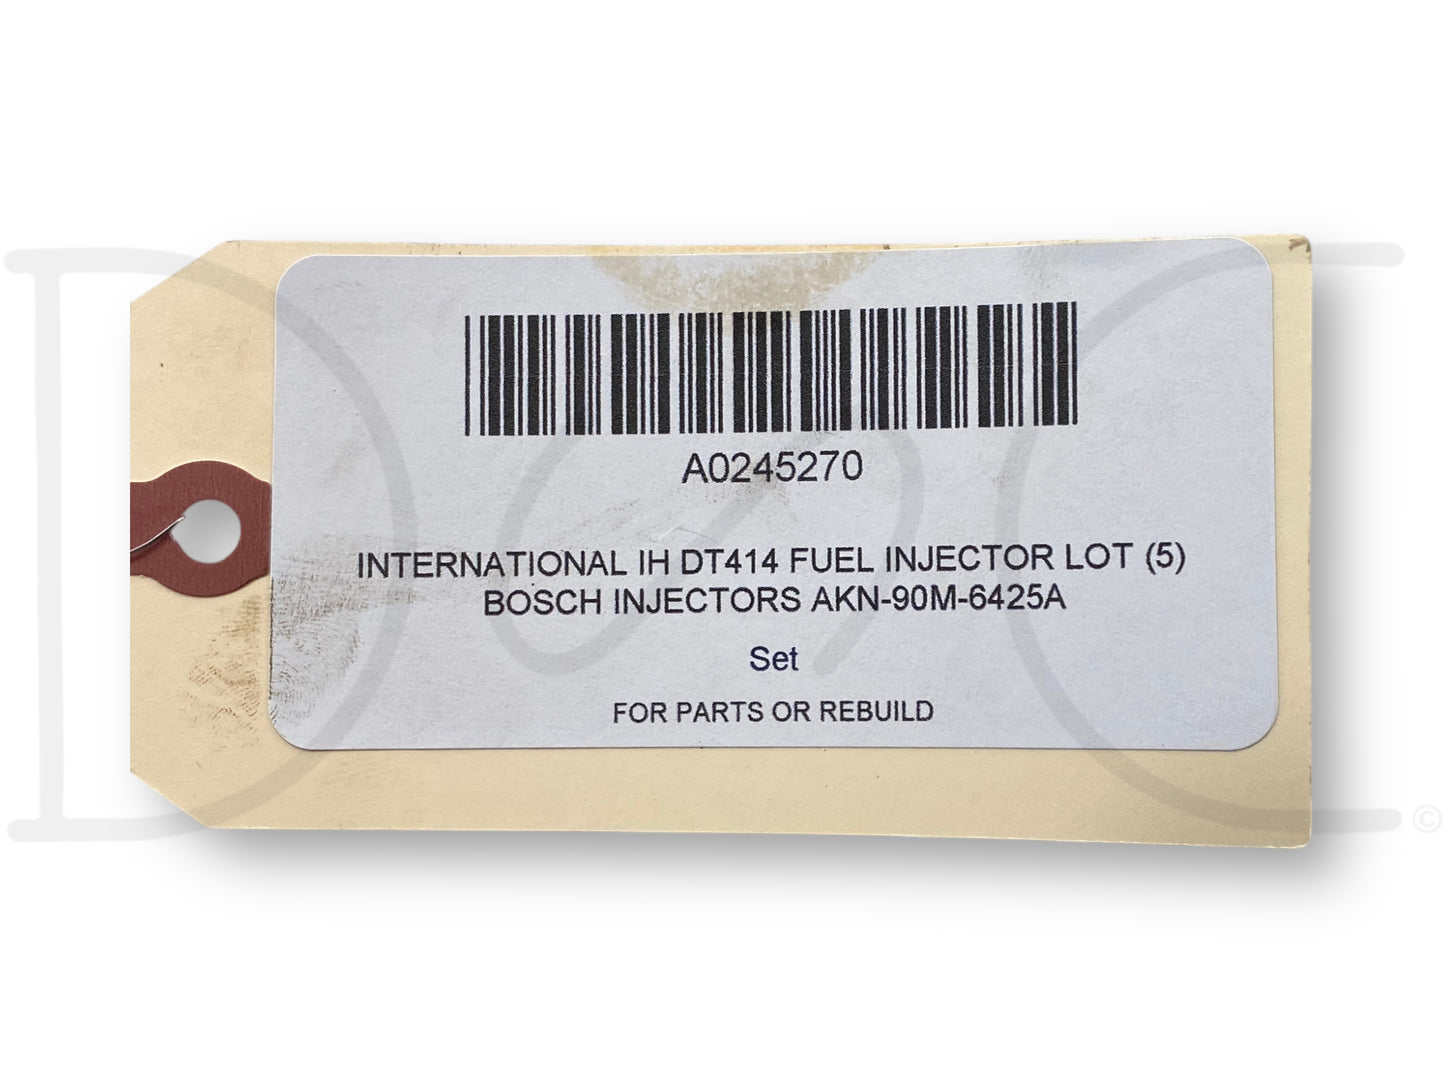 A0245270
INTERNATIONAL IH DT414 FUEL INJECTOR LOT (5)
BOSCH INJECTORS AKN-90M-6425A
Set
FOR PARTS OR REBUILD
©